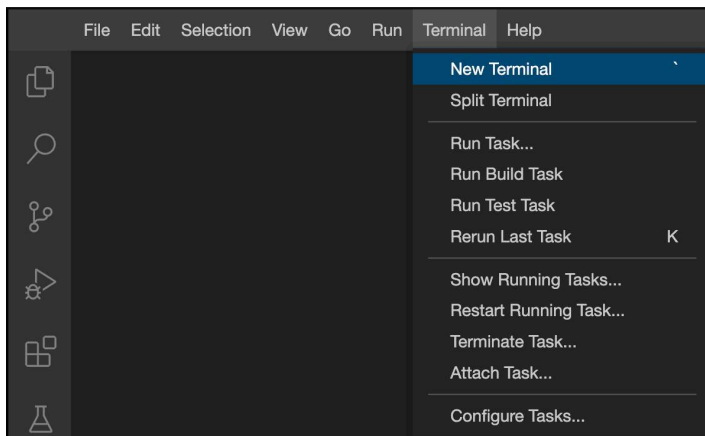 File Edit Selection View Go Run Terminal Help
New Terminal `
Split Terminal
Run Task...
Run Build Task
Run Test Task
Rerun Last Task K
Show Running Tasks...
Restart Running Task...
Terminate Task...
Attach Task...
Configure Tasks...